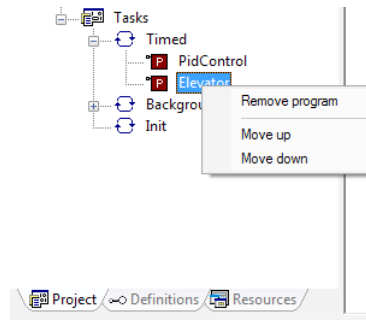 Tasks
Timed
P PidControl
P Elevator
Remove program
Move up
Move down
Init
Project
Definitions
Resources